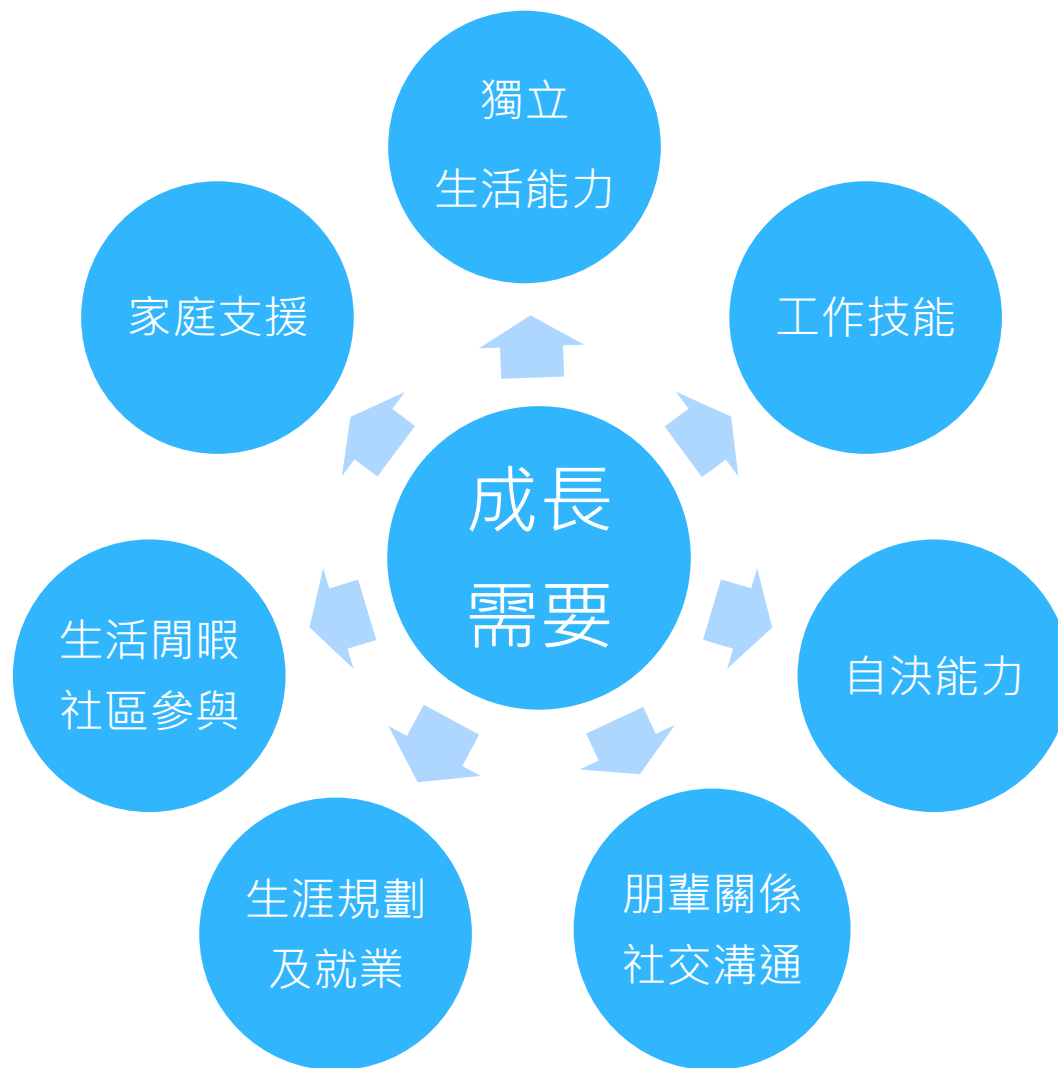 獨立
生活能力
家庭支援
工作技能
成長
需要
生活閒暇
社區參與
自決能力
生涯規劃
及就業
朋輩關係
社交溝通